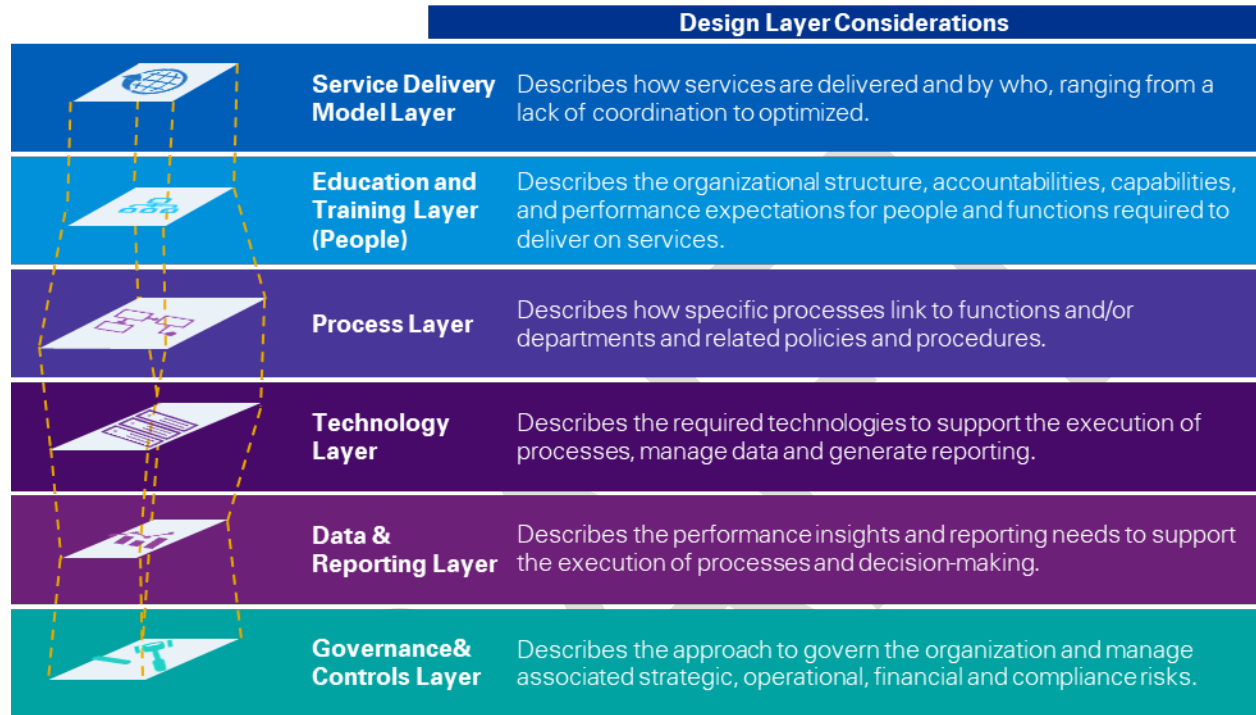 Design Layer Considerations
Service Delivery
Model Layer
Describes how services are delivered and by who, ranging from a
lack of coordination to optimized.
Education and
Training Layer
(People)
Describes the organizational structure, accountabilities, capabilities,
and performance expectations for people and functions required to
deliver on services.
Process Layer
Describes how specific processes link to functions and/or
departments and related policies and procedures.
Technology
Layer
Describes the required technologies to support the execution of
processes, manage data and generate reporting.
Data &
Reporting Layer
Describes the performance insights and reporting needs to support
the execution of processes and decision-making.
Governance&
Controls Layer
Describes the approach to govern the organization and manage
associated strategic, operational, financial and compliance risks.